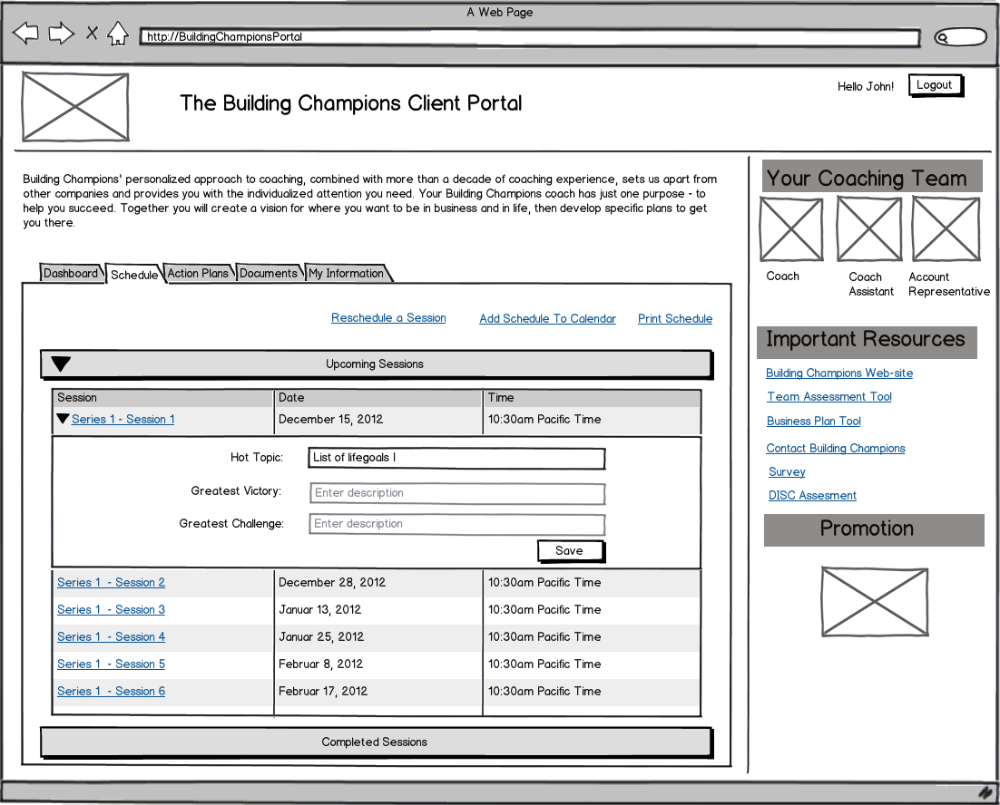 A Web Page
http://BuildingChampionsPortal
The Building Champions Client Portal
Hello John!
Logout
Building Champions' personalized approach to coaching, combined with more than a decade of coaching experience, sets us apart from
other companies and provides you with the individualized attention you need. Your Building Champions coach has just one purpose - to
help you succeed. Together you will create a vision for where you want to be in business and in life, then develop specific plans to get
you there.
Dashboard Schedule Action Plans Documents My Information
Reschedule a Session Add Schedule To Calendar Print Schedule
Upcoming Sessions
Session Date Time
Series 1 - Session 1 December 15, 2012 10:30am Pacific Time
Hot Topic: List of lifegoals |
Greatest Victory: Enter description
Greatest Challenge: Enter description
Save
Series 1 - Session 2 December 28, 2012 10:30am Pacific Time
Series 1 - Session 3 Januar 13, 2012 10:30am Pacific Time
Series 1 - Session 4 Januar 25, 2012 10:30am Pacific Time
Series 1 - Session 5 Februar 8, 2012 10:30am Pacific Time
Series 1 - Session 6 Februar 17, 2012 10:30am Pacific Time
Completed Sessions
Your Coaching Team
Coach
Coach
Assistant
Account
Representative
Important Resources
Building Champions Web-site
Team Assessment Tool
Business Plan Tool
Contact Building Champions
Survey
DISC Assesment
Promotion